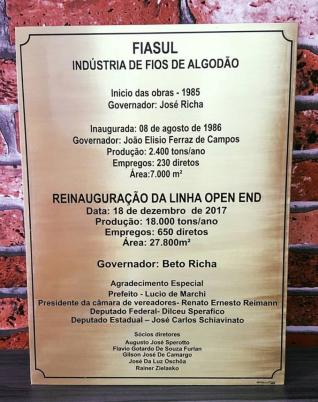 FIASUL
INDÚSTRIA DE FIOS DE ALGODÃO
Inicio das obras - 1985
Governador: José Richa
Inaugurada: 08 de agosto de 1986
Governador: João Elisio Ferraz de Campos
Produção: 2.400 tons/ano
Empregos: 230 diretos
Área:7.000 m²
REINAUGURAÇÃO DA LINHA OPEN END
Data: 18 de dezembro de 2017
Produção: 18.000 tons/ano
Empregos: 650 diretos
Área: 27.800m²
Governador: Beto Richa
Agradecimento Especial
Prefeito - Lucio de Marchi
Presidente da câmara de vereadores- Renato Ernesto Reimann
Deputado Federal- Dilceu Sperafico
Deputado Estadual – José Carlos Schiavinato
Sócios diretores
Augusto José Sperotto
Flavio Gotardo De Souza Furlan
Gilson José De Camargo
José Da Luz Oschôa
Rainer Zielasko